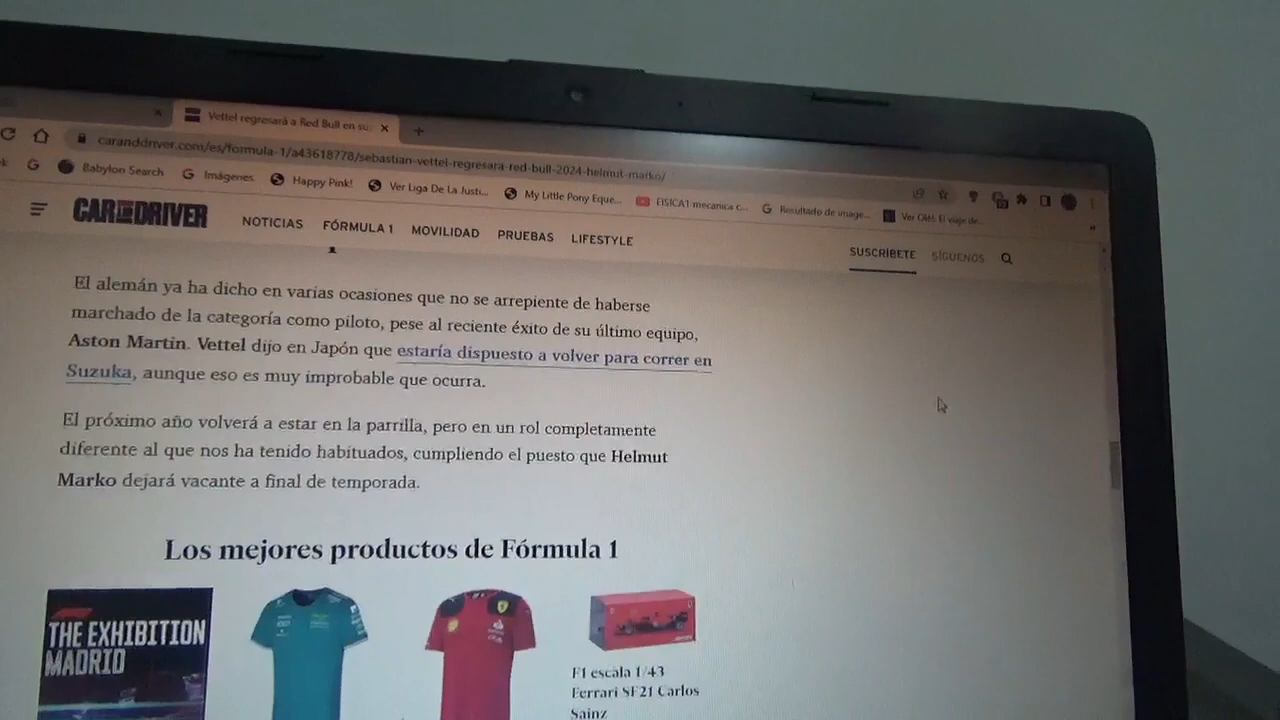 Vettel regresará a Red Bull en su
caranddriver.com/es/formula-1/a43618778/sebastian-vettel-regresara-red-bull-2024-helmut-marko/
Babylon Search Imágenes Happy Pink! Ver Liga De La Justi... My Little Pony Eque... FISICA1 mecanica c... Resultado de image... Ver Olé! El viaje de...
CAR AND DRIVER NOTICIAS FÓRMULA 1 MOVILIDAD PRUEBAS LIFESTYLE SUSCRÍBETE SÍGUENOS
El alemán ya ha dicho en varias ocasiones que no se arrepiente de haberse
marchado de la categoría como piloto, pese al reciente éxito de su último equipo,
Aston Martin. Vettel dijo en Japón que estaría dispuesto a volver para correr en
Suzuka, aunque eso es muy improbable que ocurra.
El próximo año volverá a estar en la parrilla, pero en un rol completamente
diferente al que nos ha tenido habituados, cumpliendo el puesto que Helmut
Marko dejará vacante a final de temporada.
Los mejores productos de Fórmula 1
THE EXHIBITION
MADRID
F1 escala 1/43
Ferrari SF21 Carlos
Sainz